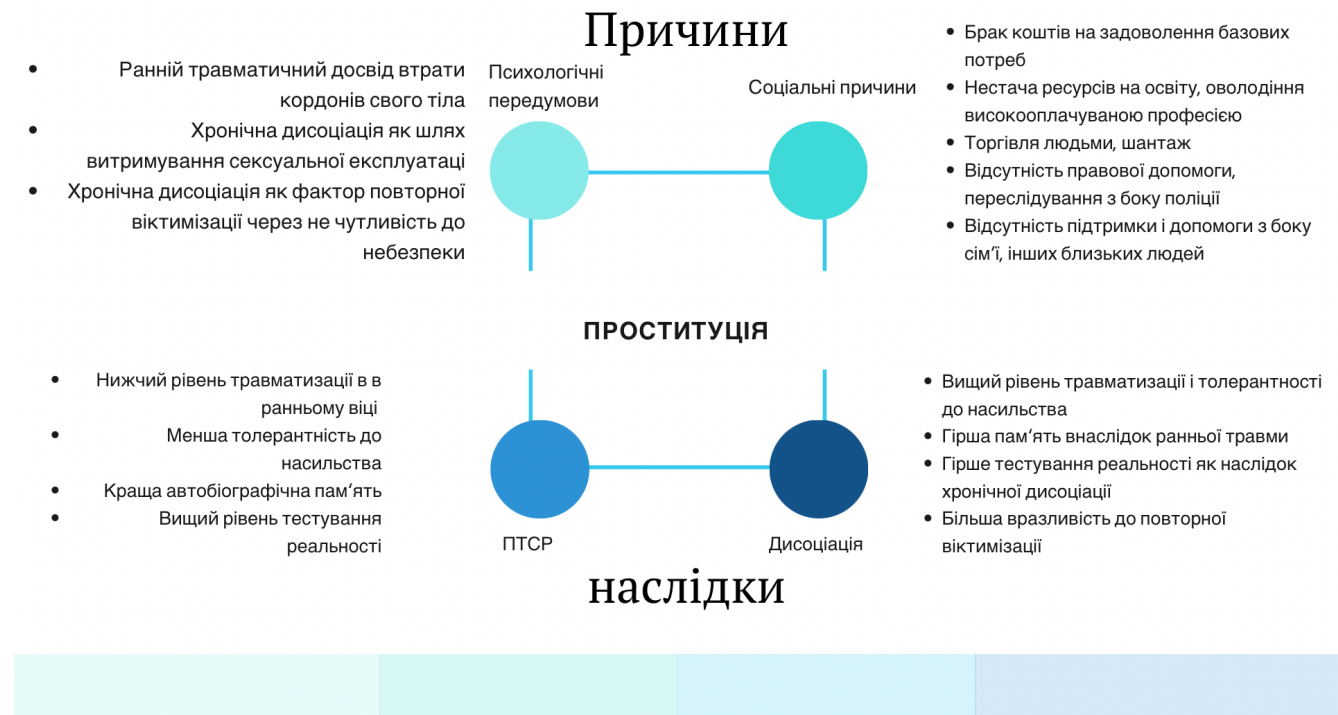 Причини
Ранній травматичний досвід втрати
кордонів свого тіла
Хронічна дисоціація як шлях
витримування сексуальної експлуатаці
Хронічна дисоціація як фактор повторної
віктимізації через не чутливість до
небезпеки
Психологічні
передумови
Соціальні причини
Брак коштів на задоволення базових
потреб
Нестача ресурсів на освіту, оволодіння
високооплачуваною професією
Торгівля людьми, шантаж
Відсутність правової допомоги,
переслідування з боку поліції
Відсутність підтримки і допомоги з боку
сім’ї, інших близьких людей
ПРОСТИТУЦІЯ
Нижчий рівень травматизації в в
ранньому віці
Менша толерантність до
насильства
Краща автобіографічна пам’ять
Вищий рівень тестування
реальності
ПТСР
Дисоціація
Вищий рівень травматизації і толерантності
до насильства
Гірша пам’ять внаслідок ранньої травми
Гірше тестування реальності як наслідок
хронічної дисоціації
Більша вразливість до повторної
віктимізації
наслідки